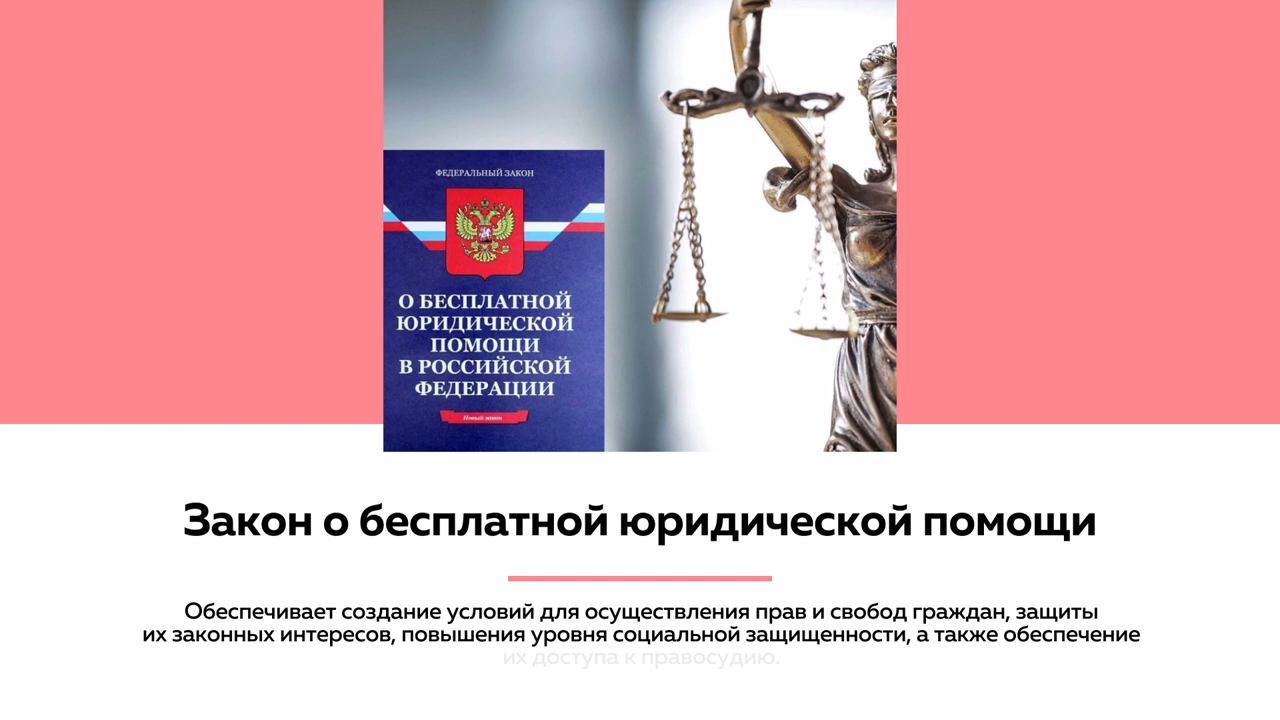 ФЕДЕРАЛЬНЫЙ ЗАКОН
О БЕСПЛАТНОЙ
ЮРИДИЧЕСКОЙ
ПОМОЩИ
В РОССИЙСКОЙ
ФЕДЕРАЦИИ
Новый закон
Закон о бесплатной юридической помощи
Обеспечивает создание условий для осуществления прав и свобод граждан, защиты
их законных интересов, повышения уровня социальной защищенности, а также обеспечение
их доступа к правосудию.